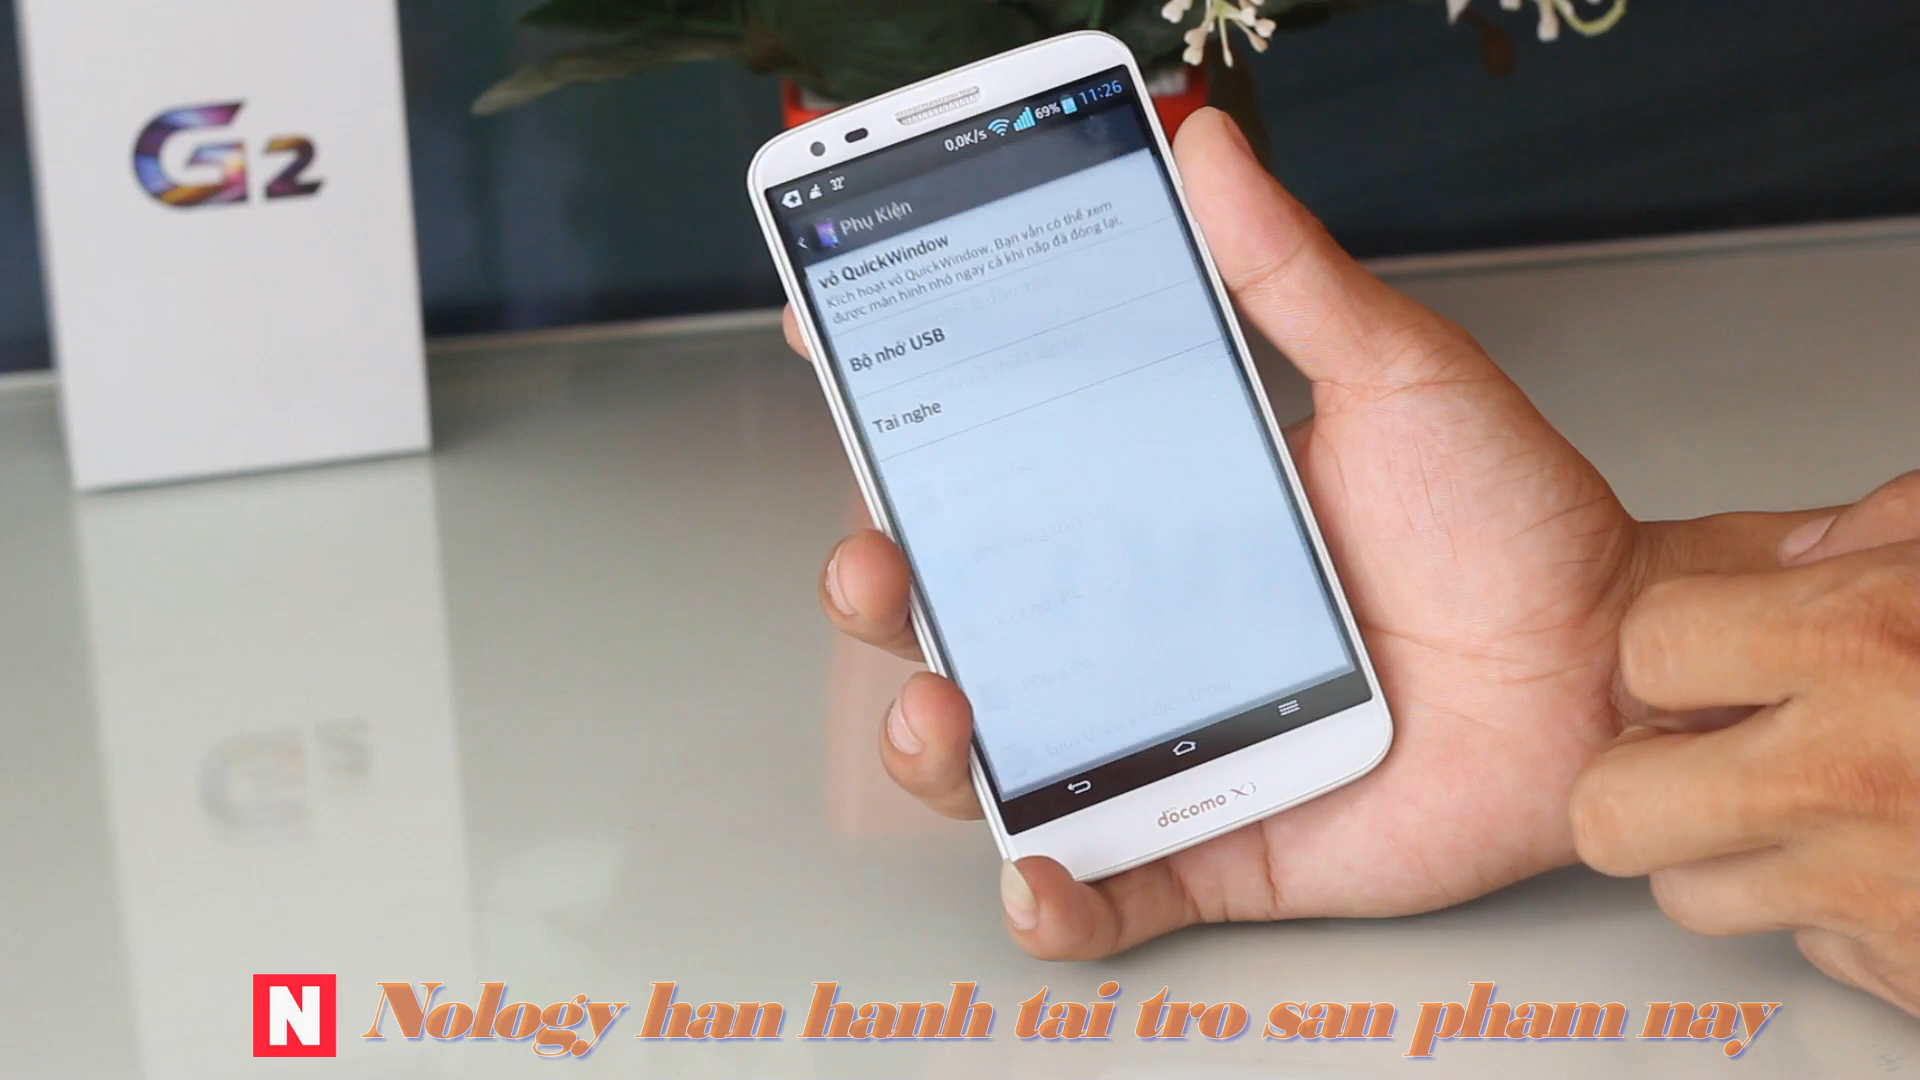 G2
0,0K/s 69% 11:26
32°
Phụ Kiện
vỏ QuickWindow
Kích hoạt vỏ QuickWindow. Bạn vẫn có thể xem
được màn hình nhỏ ngay cả khi nắp đã đóng lại.
Bộ nhớ USB
Tai nghe
docomo Xi
N Nology han hanh tai tro san pham nay